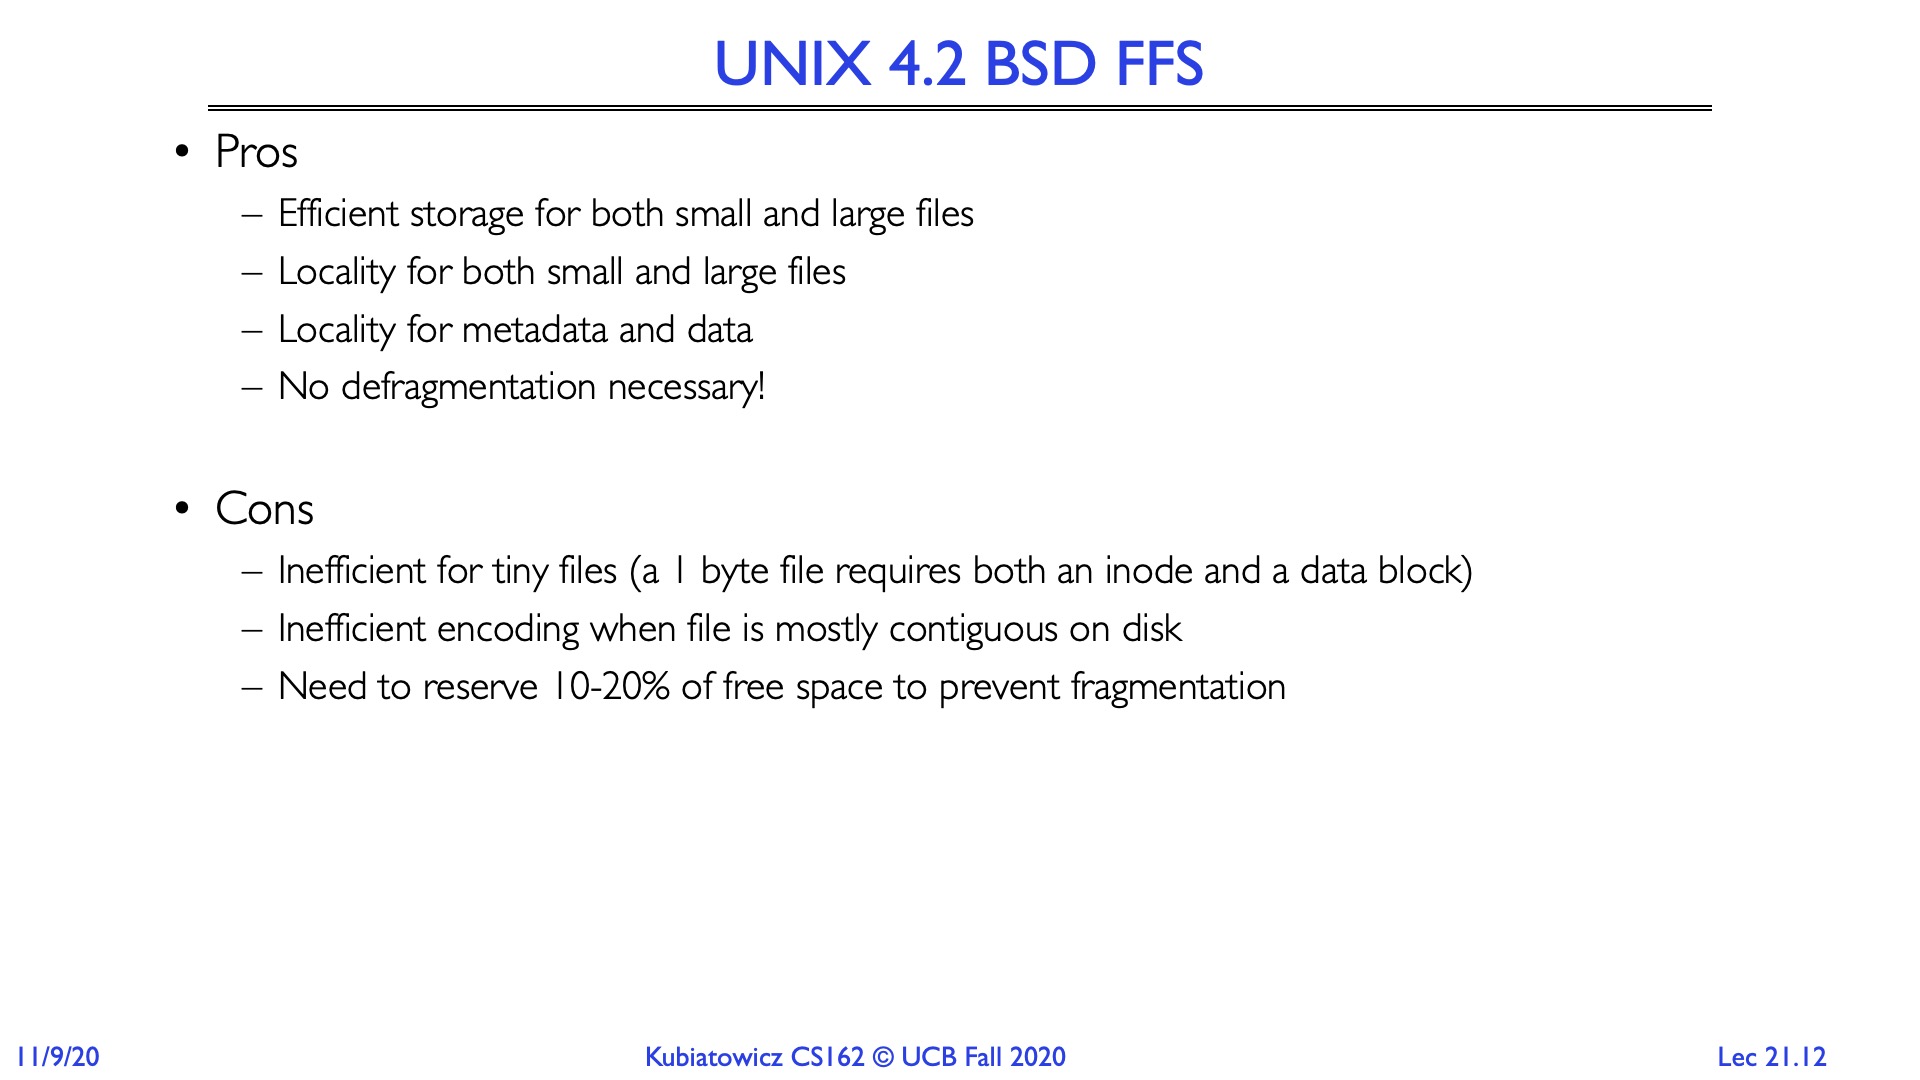 UNIX 4.2 BSD FFS
• Pros
– Efficient storage for both small and large files
– Locality for both small and large files
– Locality for metadata and data
– No defragmentation necessary!
• Cons
– Inefficient for tiny files (a 1 byte file requires both an inode and a data block)
– Inefficient encoding when file is mostly contiguous on disk
– Need to reserve 10-20% of free space to prevent fragmentation
11/9/20
Kubiatowicz CS162 © UCB Fall 2020
Lec 21.12